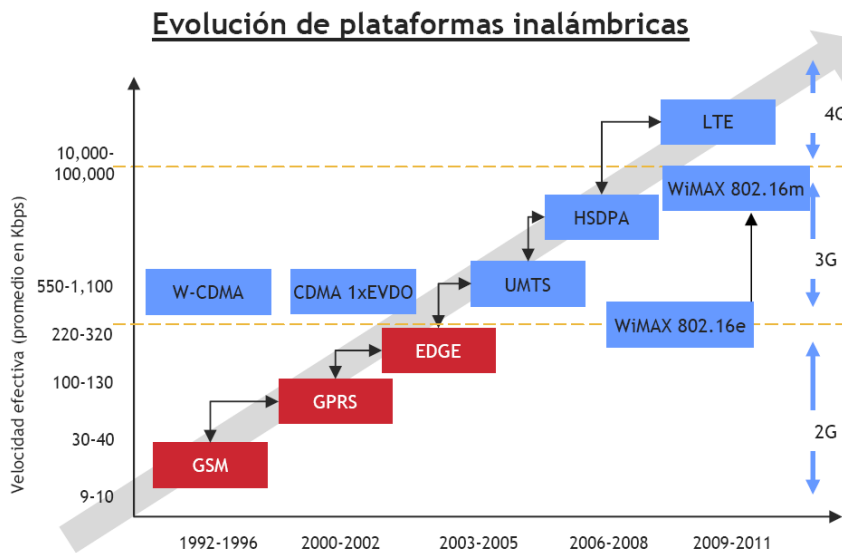 Evolución de plataformas inalámbricas
Velocidad efectiva (promedio en Kbps)
10,000-
100,000
550-1,100
220-320
100-130
30-40
9-10
LTE
WiMAX 802.16m
HSDPA
W-CDMA
CDMA 1xEVDO
UMTS
WiMAX 802.16e
EDGE
GPRS
GSM
4G
3G
2G
1992-1996
2000-2002
2003-2005
2006-2008
2009-2011